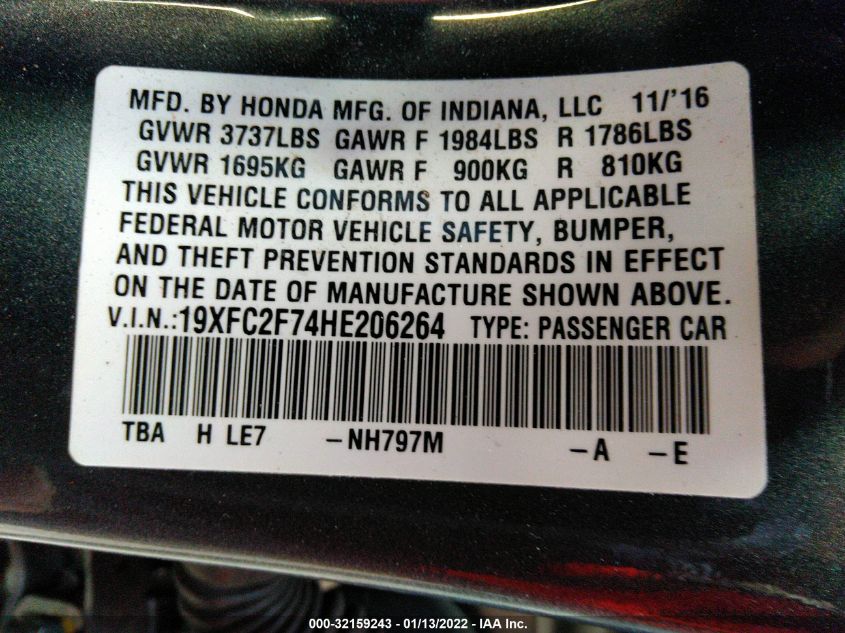 MFD. BY HONDA MFG. OF INDIANA, LLC 11/'16
GVWR 3737LBS GAWR F 1984LBS R 1786LBS
GVWR 1695KG GAWR F 900KG R 810KG
THIS VEHICLE CONFORMS TO ALL APPLICABLE
FEDERAL MOTOR VEHICLE SAFETY, BUMPER,
AND THEFT PREVENTION STANDARDS IN EFFECT
ON THE DATE OF MANUFACTURE SHOWN ABOVE.
V.I.N.:19XFC2F74HE206264 TYPE: PASSENGER CAR
TBA H LE7 -NH797M -A -E
000-32159243 - 01/13/2022 - IAA Inc.